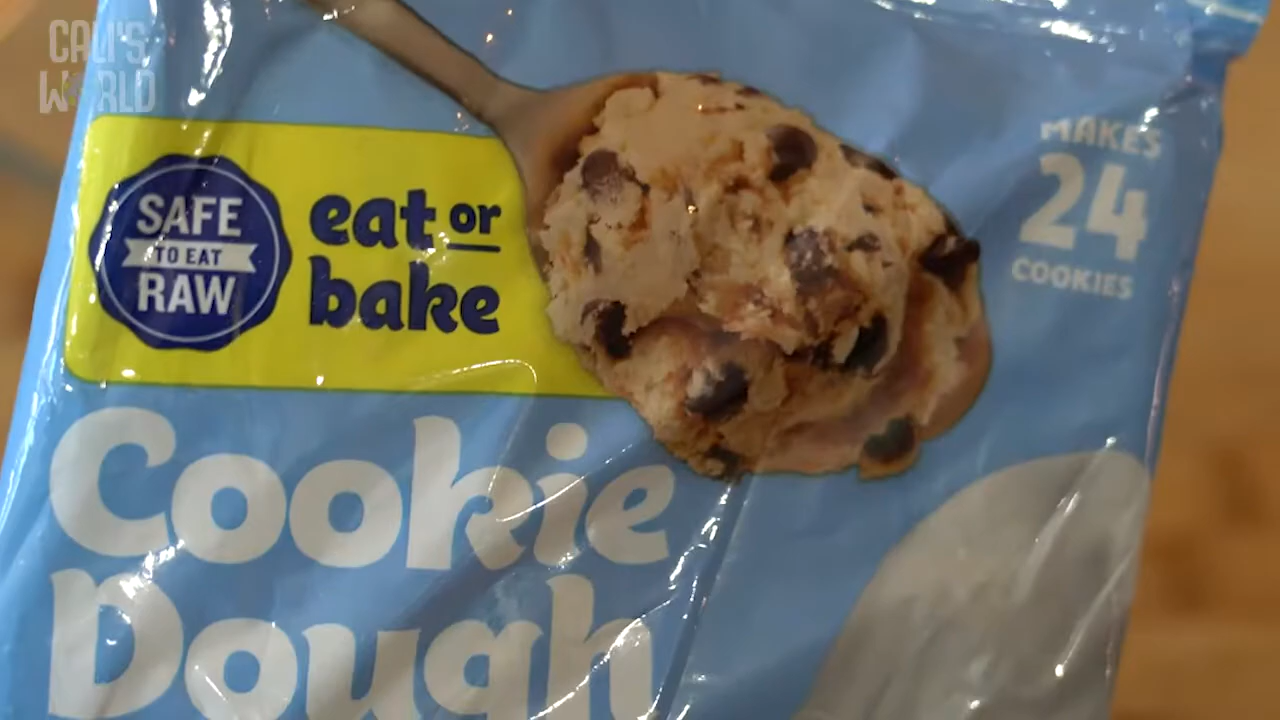 CALI'S
WORLD
SAFE
TO EAT
RAW
eat or
bake
MAKES
24
COOKIES
Cookie
Dough